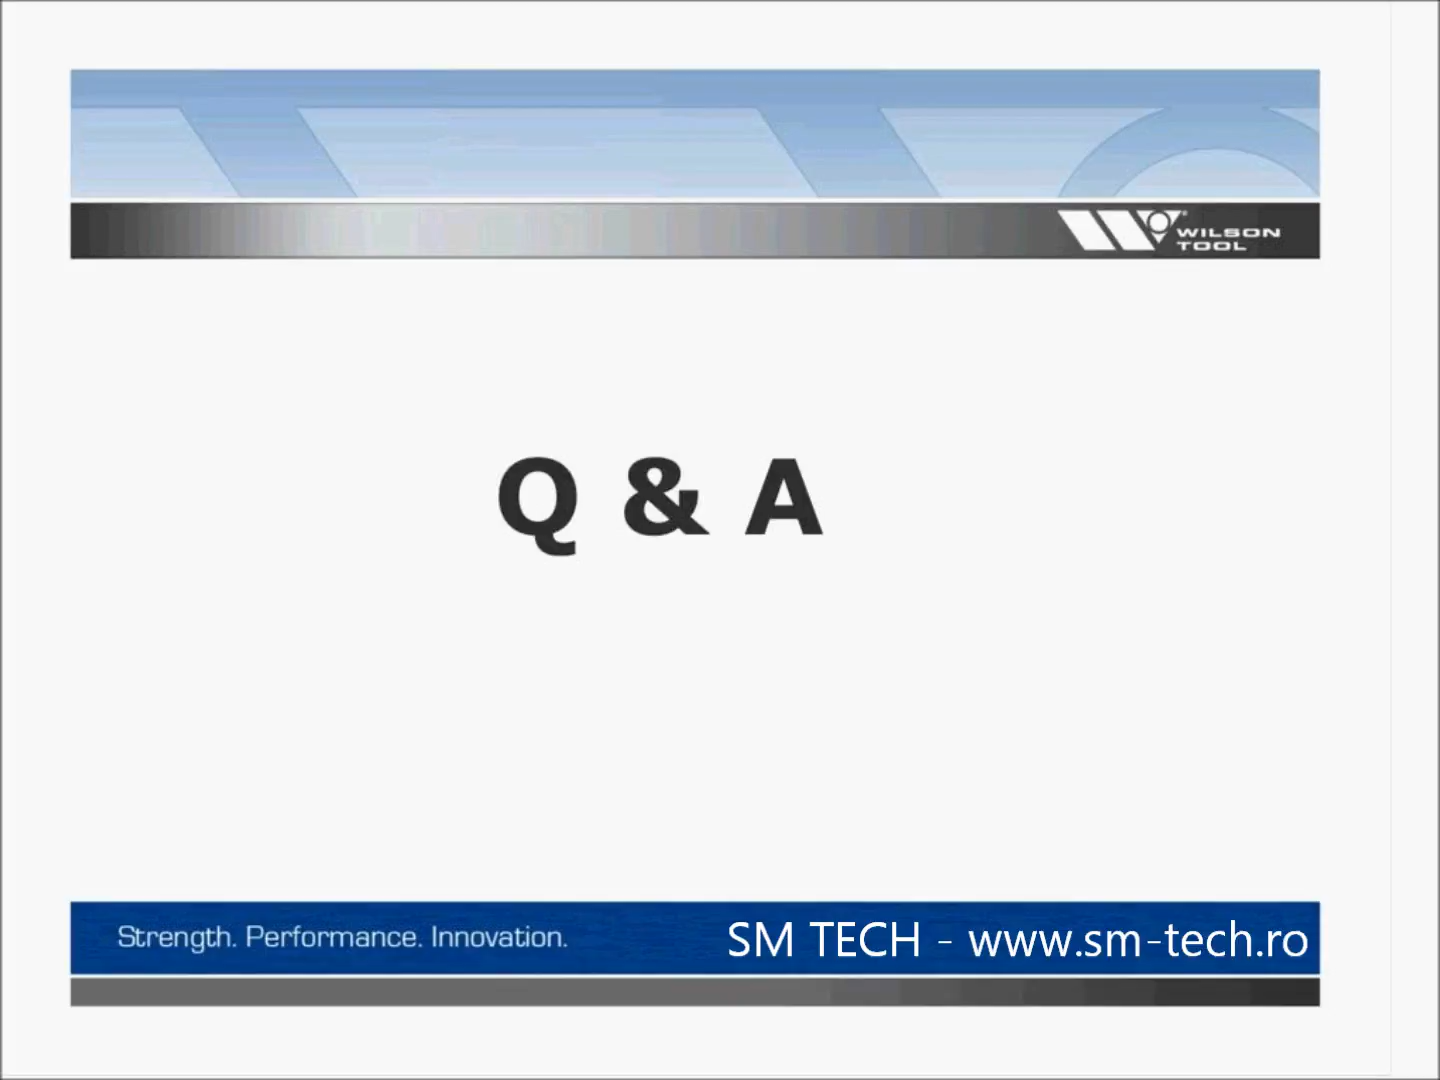 WILSON
TOOL
Q & A
Strength. Performance. Innovation.
SM TECH - www.sm-tech.ro